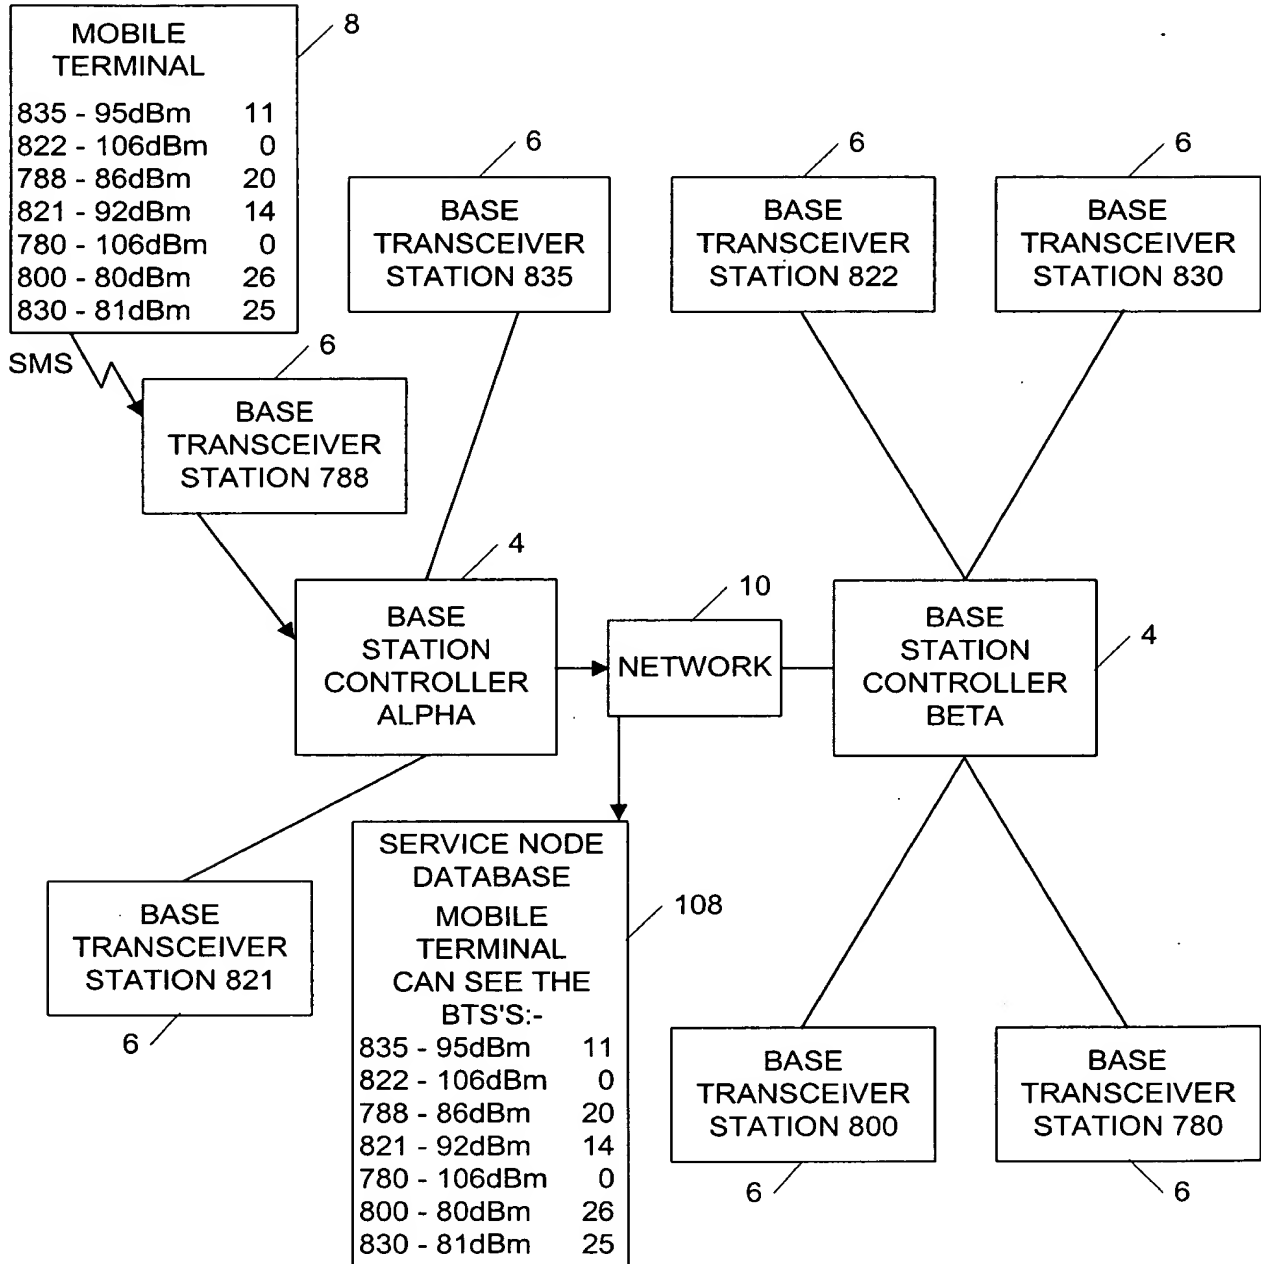 MOBILE
TERMINAL
835 - 95dBm 11
822 - 106dBm 0
788 - 86dBm 20
821 - 92dBm 14
780 - 106dBm 0
800 - 80dBm 26
830 - 81dBm 25
8
SMS
6
BASE
TRANSCEIVER
STATION 835
6
BASE
TRANSCEIVER
STATION 822
6
BASE
TRANSCEIVER
STATION 830
6
BASE
TRANSCEIVER
STATION 788
4
BASE
STATION
CONTROLLER
ALPHA
10
NETWORK
4
BASE
STATION
CONTROLLER
BETA
BASE
TRANSCEIVER
STATION 821
6
SERVICE NODE
DATABASE
MOBILE
TERMINAL
CAN SEE THE
BTS'S:-
835 - 95dBm 11
822 - 106dBm 0
788 - 86dBm 20
821 - 92dBm 14
780 - 106dBm 0
800 - 80dBm 26
830 - 81dBm 25
108
BASE
TRANSCEIVER
STATION 800
6
BASE
TRANSCEIVER
STATION 780
6